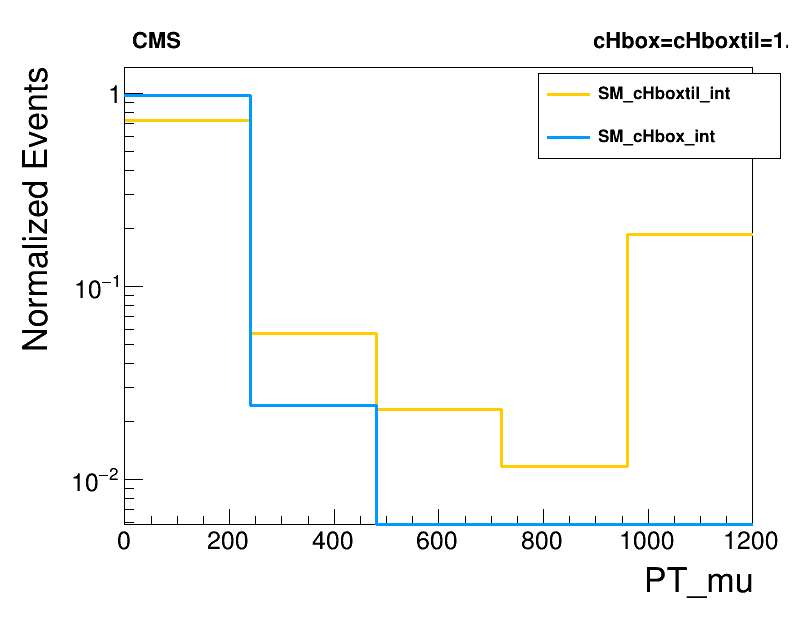 CMS
cHbox=cHboxtil=1.
SM_cHboxtil_int
SM_cHbox_int
Normalized Events
1
10−1
10−2
0 200 400 600 800 1000 1200
PT_mu